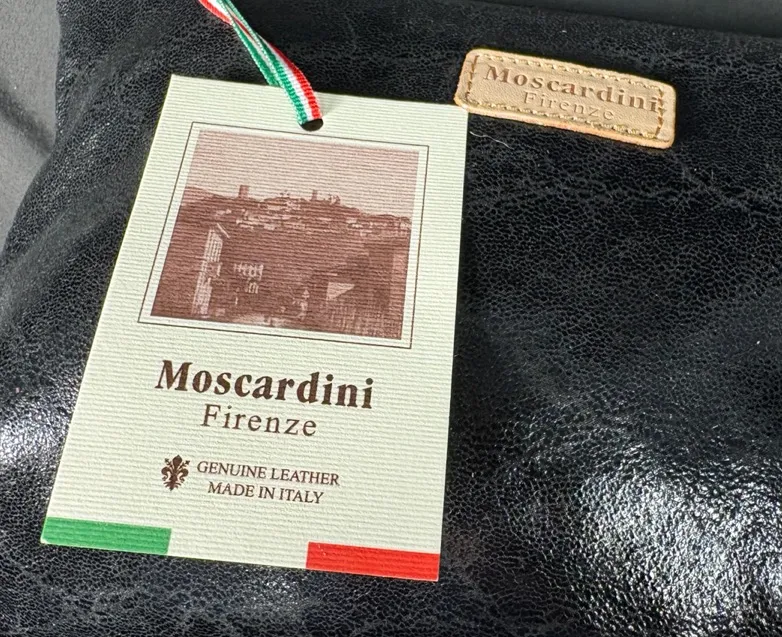 Moscardini
Firenze
Moscardini
Firenze
GENUINE LEATHER
MADE IN ITALY